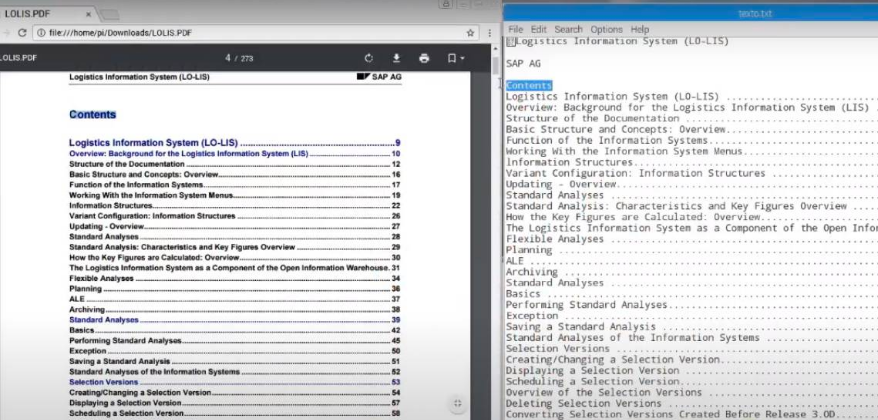 LOLIS.PDF
file:///home/pi/Downloads/LOLIS.PDF
LOLIS.PDF
4 / 273
Logistics Information System (LO-LIS)
SAP AG
Contents
Logistics Information System (LO-LIS) ..........9
Overview: Background for the Logistics Information System (LIS) ..........10
Structure of the Documentation ..........12
Basic Structure and Concepts: Overview..........16
Function of the Information Systems..........17
Working With the Information System Menus..........19
Information Structures..........22
Variant Configuration: Information Structures ..........26
Updating - Overview..........27
Standard Analyses ..........28
Standard Analysis: Characteristics and Key Figures Overview ..........29
How the Key Figures are Calculated: Overview..........30
The Logistics Information System as a Component of the Open Information Warehouse. 31
Flexible Analyses ..........34
Planning ..........36
ALE ..........37
Archiving ..........38
Standard Analyses ..........39
Basics ..........42
Performing Standard Analyses..........45
Exception ..........50
Saving a Standard Analysis ..........51
Standard Analyses of the Information Systems ..........52
Selection Versions ..........53
Creating/Changing a Selection Version..........54
Displaying a Selection Version ..........57
Scheduling a Selection Version..........58
texto.txt
File Edit Search Options Help
Logistics Information System (LO-LIS)
SAP AG
Contents
Logistics Information System (LO-LIS) ..........
Overview: Background for the Logistics Information System (LIS) .
Structure of the Documentation ..........
Basic Structure and Concepts: Overview..........
Function of the Information Systems..........
Working With the Information System Menus..........
Information Structures..........
Variant Configuration: Information Structures ..........
Updating - Overview..........
Standard Analyses ..........
Standard Analysis: Characteristics and Key Figures Overview ....
How the Key Figures are Calculated: Overview..........
The Logistics Information System as a Component of the Open Infor
Flexible Analyses ..........
Planning ..........
ALE ..........
Archiving ..........
Standard Analyses ..........
Basics ..........
Performing Standard Analyses..........
Exception ..........
Saving a Standard Analysis ..........
Standard Analyses of the Information Systems ..........
Selection Versions ..........
Creating/Changing a Selection Version..........
Displaying a Selection Version ..........
Scheduling a Selection Version..........
Overview of the Selection Versions ..........
Deleting Selection Versions ..........
Converting Selection Versions Created Before Release 3.0D...